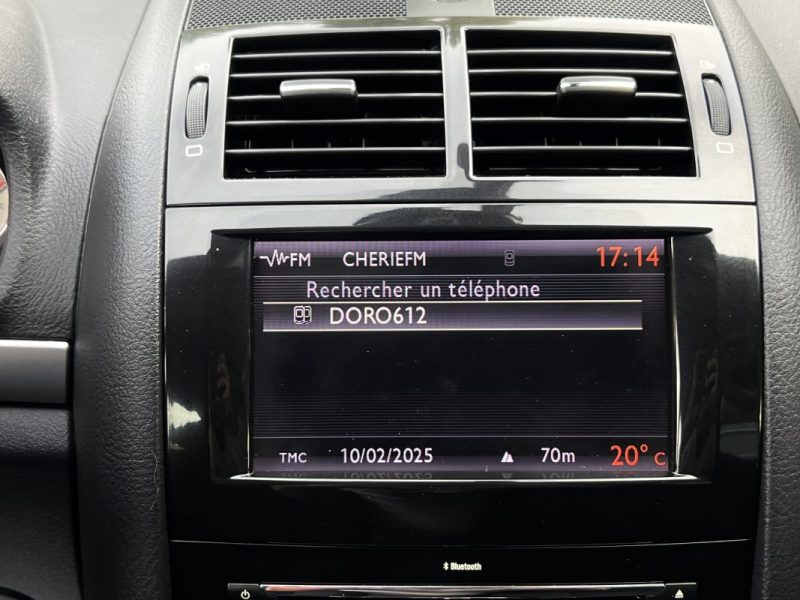 FM CHERIEFM 17:14
Rechercher un téléphone
DORO612
TMC 10/02/2025 70m 20°C
Bluetooth